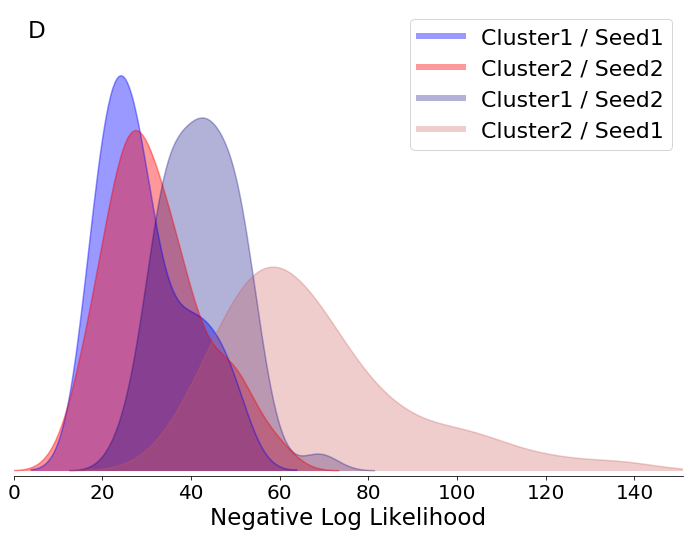 D
Cluster1 / Seed1
Cluster2 / Seed2
Cluster1 / Seed2
Cluster2 / Seed1
0 20 40 60 80 100 120 140
Negative Log Likelihood